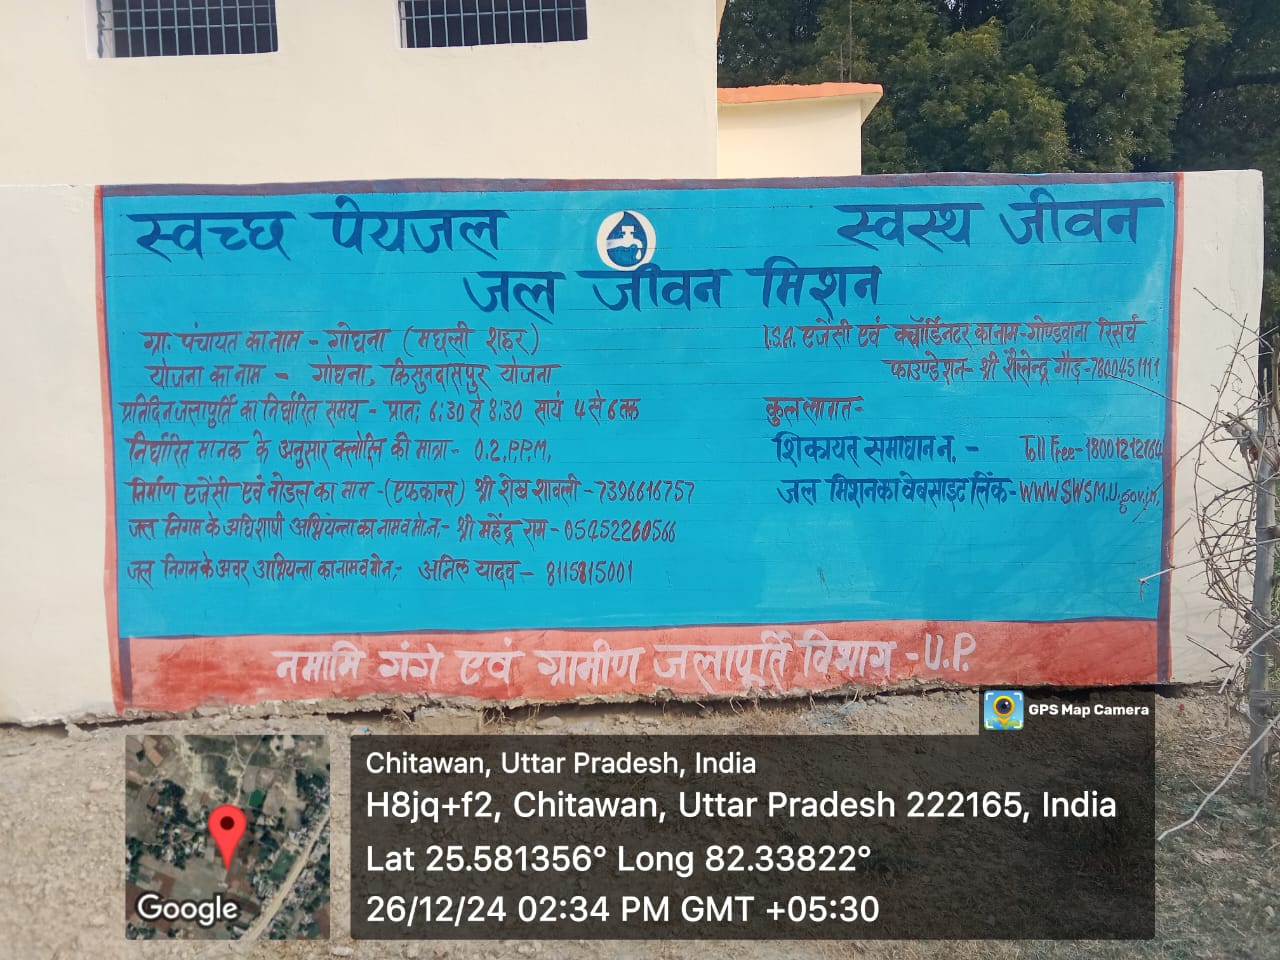 स्वच्छ पेयजल
स्वस्थ जीवन
जल जीवन मिशन
ग्रा. पंचायत का नाम - गोधना (मछली शहर)
योजना का नाम - गोधना, किसुनदासपुर योजना
प्रतिदिन जलापूर्ति का निर्धारित समय - प्रातः 6:30 से 8:30 सायं 4 से 6 तक
निर्धारित मानक के अनुसार क्लोरिन की मात्रा - 0.2 P.P.M.
निर्माण एजेंसी एवं नोडल का नाम - (एफकान्स) श्री शेख शावली - 7396616757
जल निगम के अधिशाषी अभियन्ता का नाम व मो.न. - श्री महेंद्र राम - 05452260566
जल निगम के अवर अभियन्ता का नाम व मो न. - अनिल यादव - 8115815001
I.S.A. एजेंसी एवं क्वॉर्डिनेटर का नाम - गोण्डवाना रिसर्च
फाउण्डेशन - श्री शैलेन्द्र गौड़ - 7800451111
कुल लागत -
शिकायत समाधान न. - Toll Free - 18001212164
जल मिशन का वेबसाइट लिंक - WWW.SWSM.U.gov.in.
नमामि गंगे एवं ग्रामीण जलापूर्ति विभाग - U.P.
GPS Map Camera
Google
Chitawan, Uttar Pradesh, India
H8jq+f2, Chitawan, Uttar Pradesh 222165, India
Lat 25.581356° Long 82.33822°
26/12/24 02:34 PM GMT +05:30